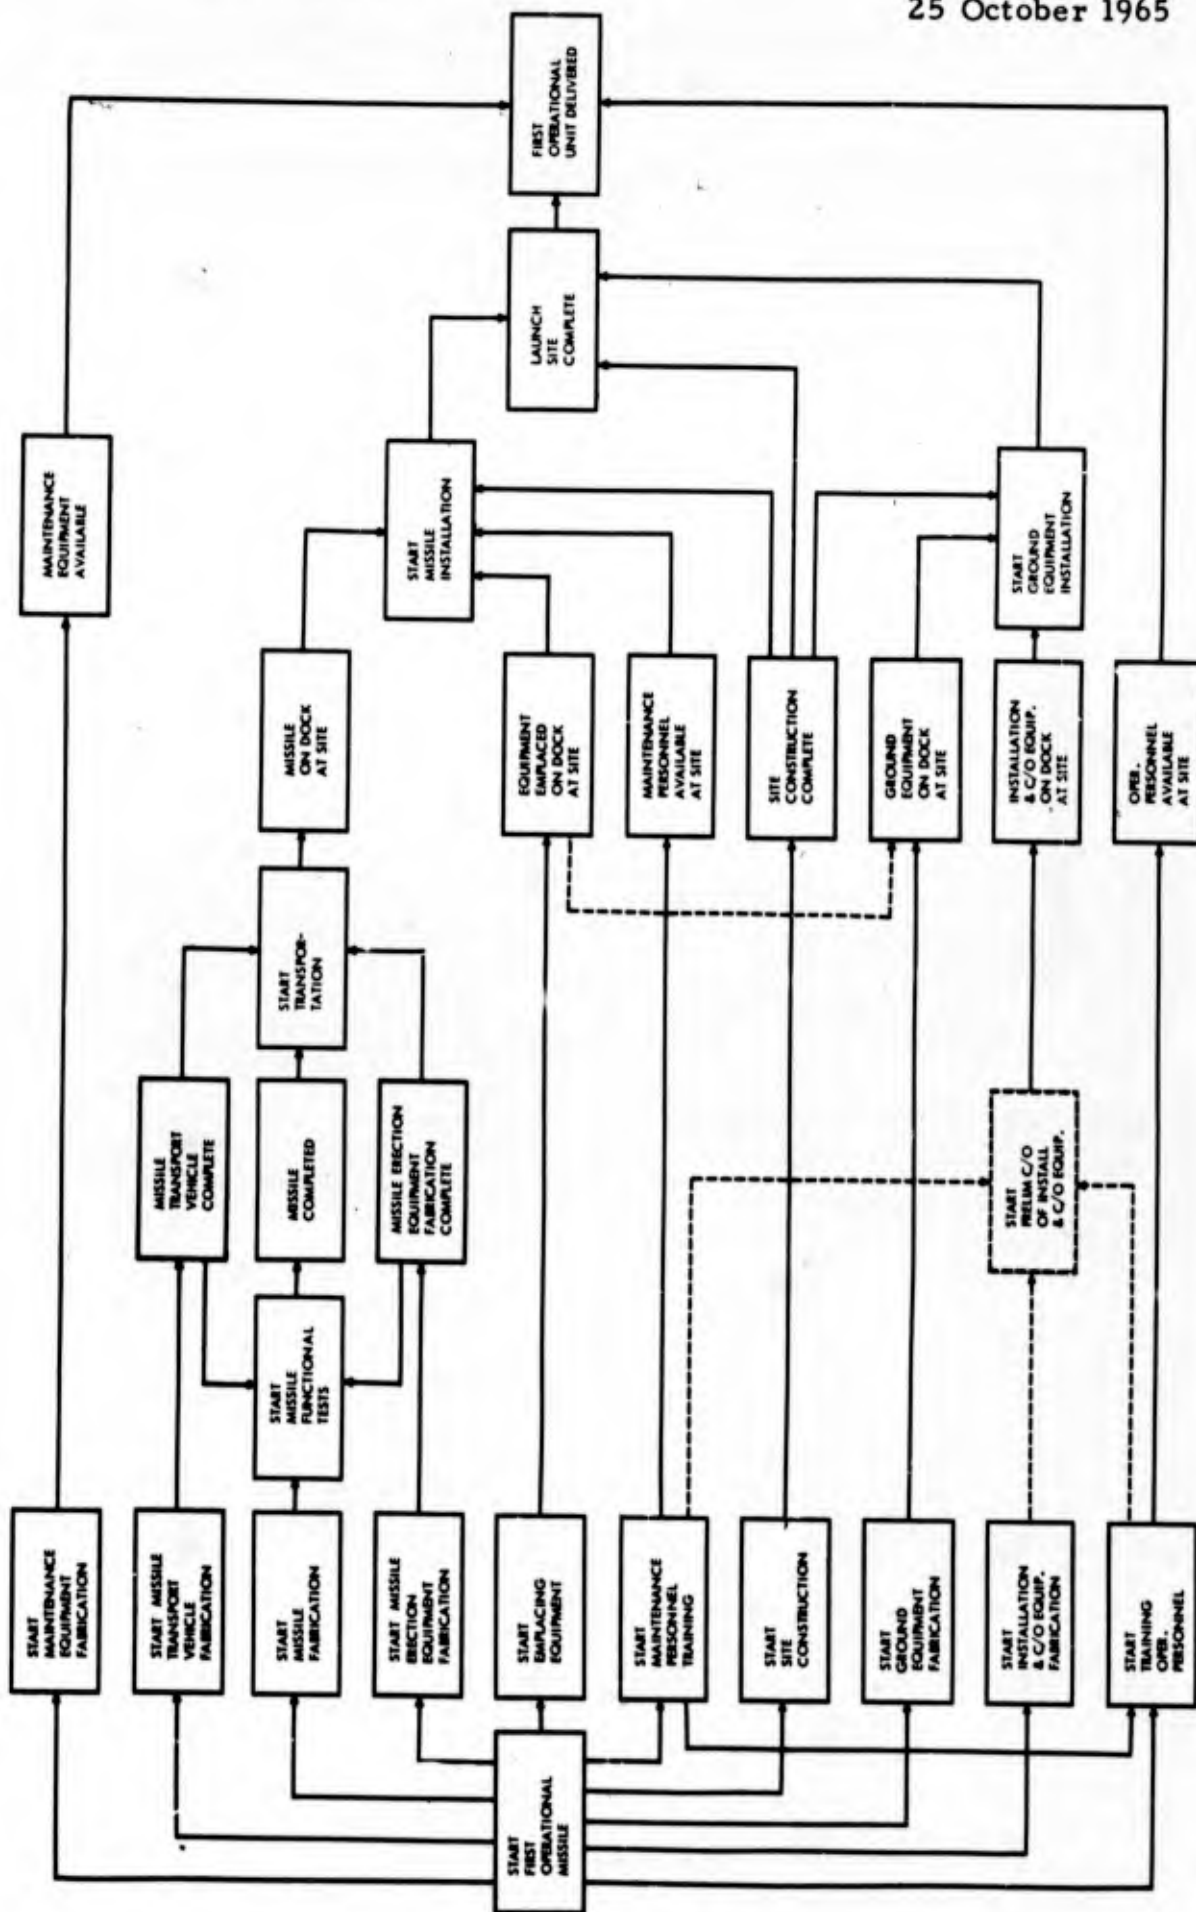 25 October 1965
START
FIRST
OPERATIONAL
MISSILE
START
MAINTENANCE
EQUIPMENT
FABRICATION
START MISSILE
TRANSPORT
VEHICLE
FABRICATION
START
MISSILE
FABRICATION
START MISSILE
ERECTION
EQUIPMENT
FABRICATION
START
EMPLACING
EQUIPMENT
START
MAINTENANCE
PERSONNEL
TRAINING
START
SITE
CONSTRUCTION
START
GROUND
EQUIPMENT
FABRICATION
START
INSTALLATION
& C/O EQUIP.
FABRICATION
START
TRAINING
OPER.
PERSONNEL
START
MISSILE
FUNCTIONAL
TESTS
MISSILE
TRANSPORT
VEHICLE
COMPLETE
MISSILE
COMPLETED
MISSILE ERECTION
EQUIPMENT
FABRICATION
COMPLETE
START
PRELIM C/O
OF INSTALL
& C/O EQUIP.
START
TRANSPOR-
TATION
MISSILE
ON DOCK
AT SITE
EQUIPMENT
EMPLACED
ON DOCK
AT SITE
MAINTENANCE
PERSONNEL
AVAILABLE
AT SITE
SITE
CONSTRUCTION
COMPLETE
GROUND
EQUIPMENT
ON DOCK
AT SITE
INSTALLATION
& C/O EQUIP.
ON DOCK
AT SITE
OPER.
PERSONNEL
AVAILABLE
AT SITE
MAINTENANCE
EQUIPMENT
AVAILABLE
START
MISSILE
INSTALLATION
START
GROUND
EQUIPMENT
INSTALLATION
LAUNCH
SITE
COMPLETE
FIRST
OPERATIONAL
UNIT DELIVERED